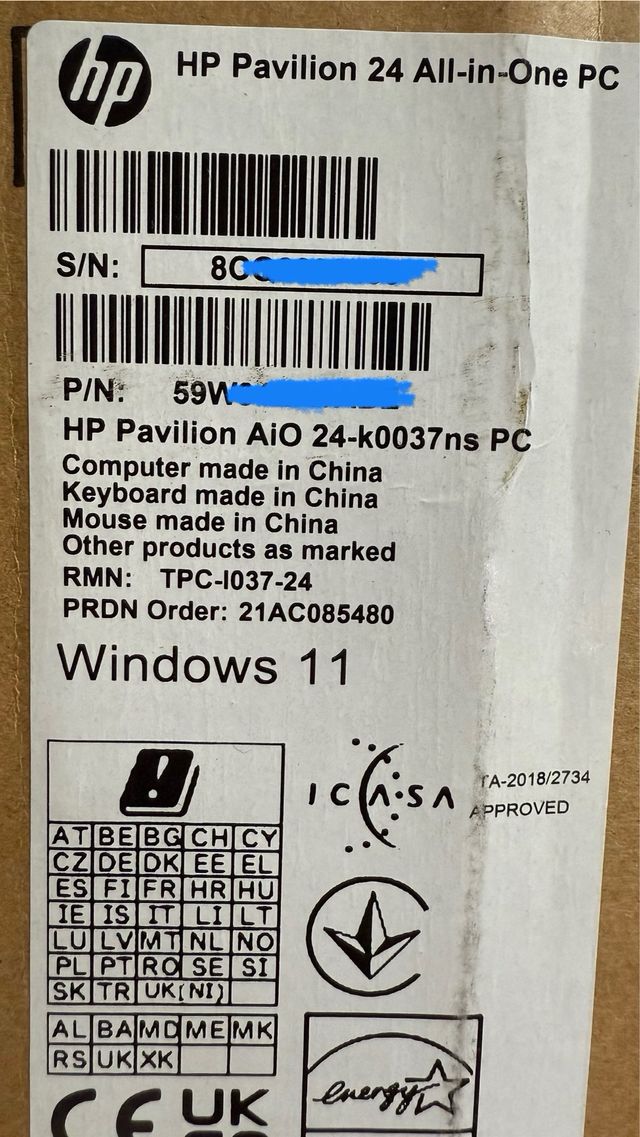 hp
HP Pavilion 24 All-in-One PC
S/N:
P/N:
HP Pavilion AiO 24-k0037ns PC
Computer made in China
Keyboard made in China
Mouse made in China
Other products as marked
RMN: TPC-I037-24
PRDN Order: 21AC085480
Windows 11
!
ICASA
TA-2018/2734
APPROVED
AT BE BG CH CY
CZ DE DK EE EL
ES FI FR HR HU
IE IS IT LI LT
LU LV MT NL NO
PL PT RO SE SI
SK TR UK(NI)
AL BA MD ME MK
RS UK XK
energy
CE
UK